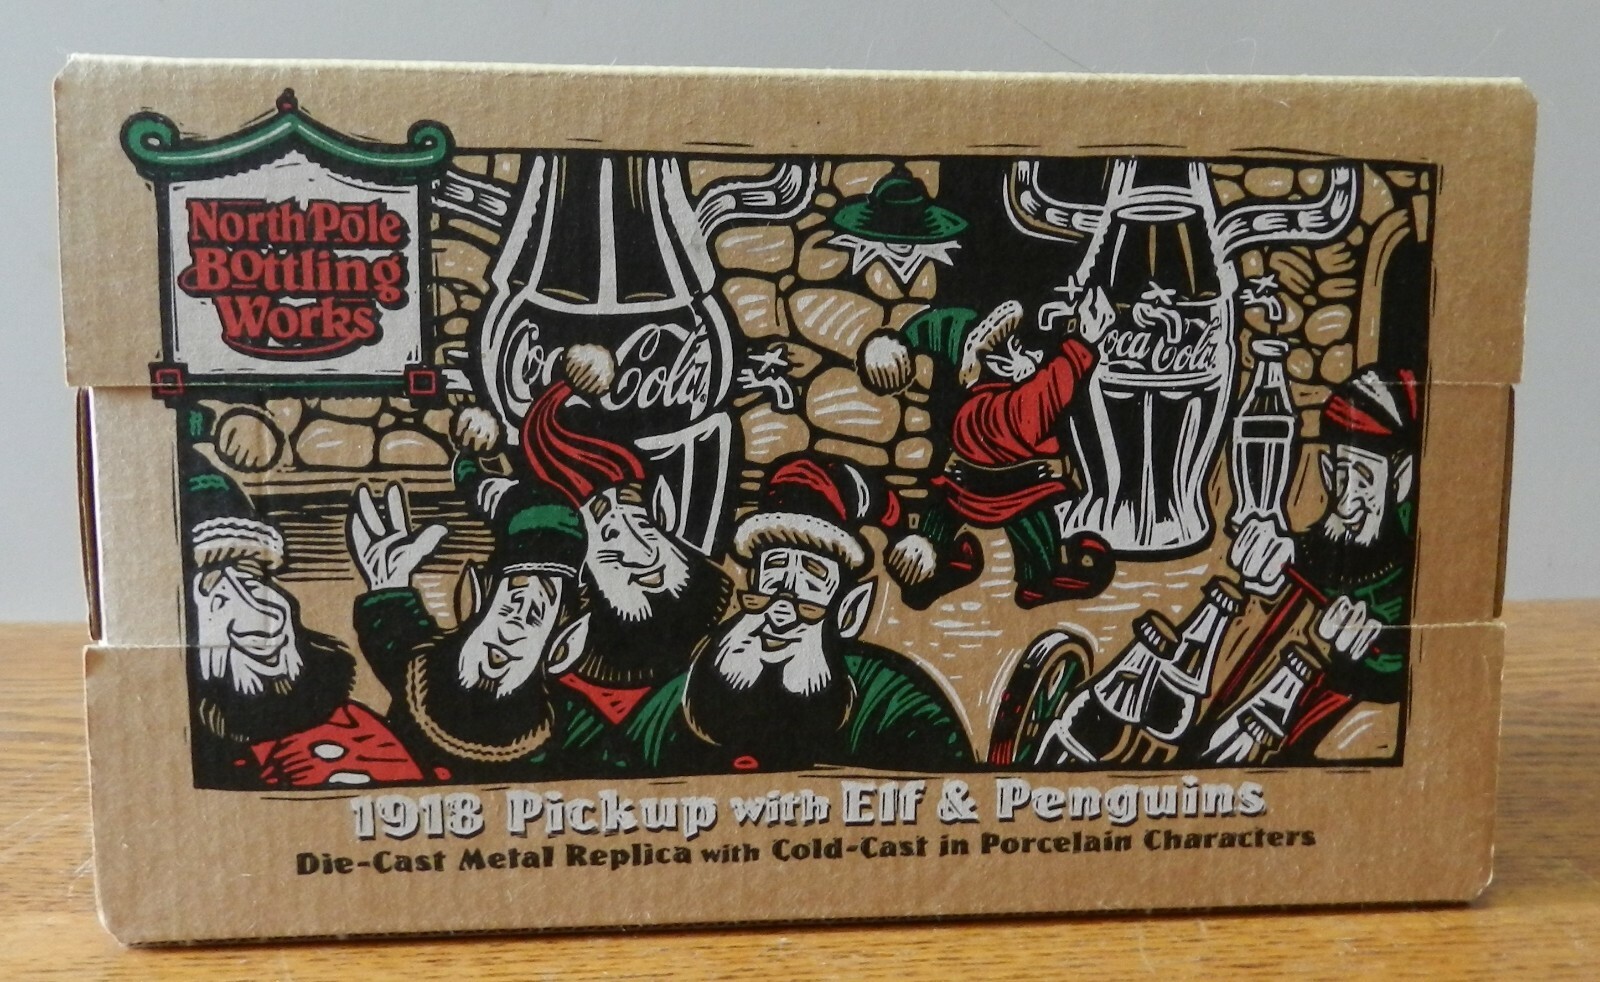 North Pole
Bottling
Works
Coca-Cola
Coca-Cola
1918 Pickup with Elf & Penguins
Die-Cast Metal Replica with Cold-Cast in Porcelain Characters